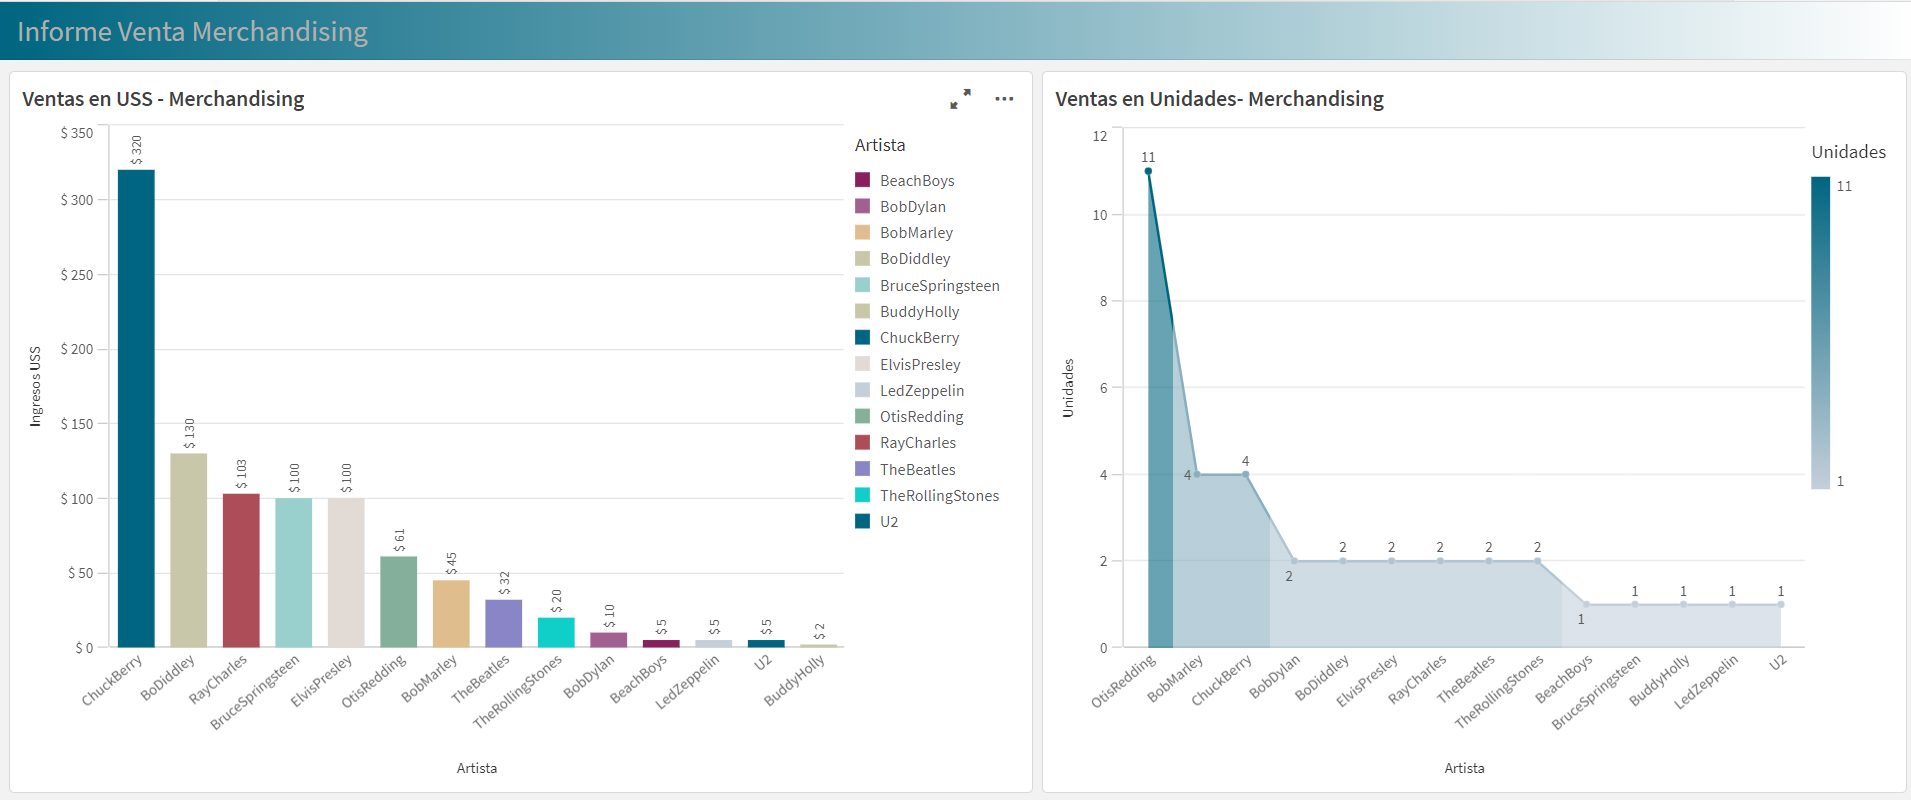 Informe Venta Merchandising
Ventas en USS - Merchandising
Ingresos USS
$ 350
$ 300
$ 250
$ 200
$ 150
$ 100
$ 50
$ 0
$ 320
$ 130
$ 103
$ 100
$ 100
$ 61
$ 45
$ 32
$ 20
$ 10
$ 5
$ 5
$ 5
$ 2
ChuckBerry
BoDiddley
RayCharles
BruceSpringsteen
ElvisPresley
OtisRedding
BobMarley
TheBeatles
TheRollingStones
BobDylan
BeachBoys
LedZeppelin
U2
BuddyHolly
Artista
Artista
BeachBoys
BobDylan
BobMarley
BoDiddley
BruceSpringsteen
BuddyHolly
ChuckBerry
ElvisPresley
LedZeppelin
OtisRedding
RayCharles
TheBeatles
TheRollingStones
U2
Ventas en Unidades- Merchandising
Unidades
12
10
8
6
4
2
0
11
4
4
2
2
2
2
2
2
1
1
1
1
1
OtisRedding
BobMarley
ChuckBerry
BobDylan
BoDiddley
ElvisPresley
RayCharles
TheBeatles
TheRollingStones
BeachBoys
BruceSpringsteen
BuddyHolly
LedZeppelin
U2
Artista
Unidades
11
1